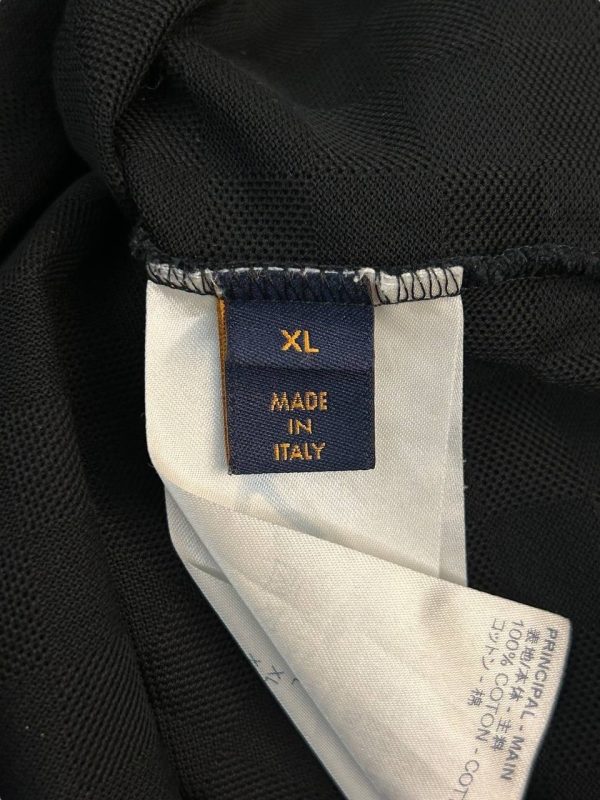 XL
MADE
IN
ITALY
PRINCIPAL - MAIN
表地/本体 - 主料
100% COTTON - COT
コットン - 棉